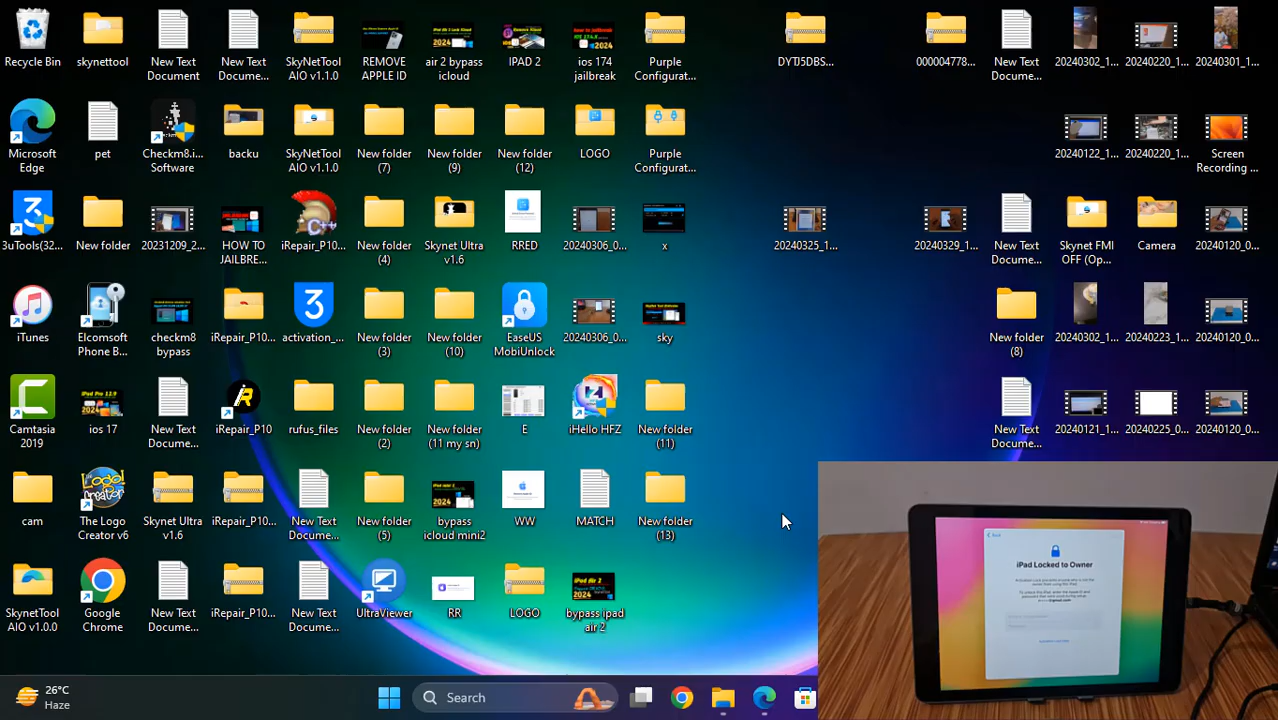 Recycle Bin
skynettool
New Text
Document
New Text
Docume...
SkyNetTool
AIO v1.1.0
REMOVE
APPLE ID
air 2 bypass
icloud
IPAD 2
ios 174
jailbreak
Purple
Configurat...
DYTJ5DBS...
000004778...
New Text
Docume...
20240302_1...
20240220_1...
20240301_1...
Microsoft
Edge
pet
Checkm8.i...
Software
backu
SkyNetTool
AIO v1.1.0
New folder
(7)
New folder
(9)
New folder
(12)
LOGO
Purple
Configurat...
20240122_1...
20240220_1...
Screen
Recording ...
3uTools(32...
New folder
20231209_2...
HOW TO
JAILBRE...
iRepair_P10...
New folder
(4)
Skynet Ultra
v1.6
RRED
20240306_0...
x
20240325_1...
20240329_1...
New Text
Docume...
Skynet FMI
OFF (Op...
Camera
20240120_0...
iTunes
Elcomsoft
Phone B...
checkm8
bypass
iRepair_P10...
activation_...
New folder
(3)
New folder
(10)
EaseUS
MobiUnlock
20240306_0...
sky
New folder
(8)
20240302_1...
20240223_1...
20240120_0...
Camtasia
2019
ios 17
New Text
Docume...
iRepair_P10
rufus_files
New folder
(2)
New folder
(11 my sn)
E
iHello HFZ
New folder
(11)
New Text
Docume...
20240121_1...
20240225_0...
20240120_0...
cam
The Logo
Creator v6
Skynet Ultra
v1.6
iRepair_P10...
New Text
Docume...
New folder
(5)
bypass
icloud mini2
WW
MATCH
New folder
(13)
SkynetTool
AIO v1.0.0
Google
Chrome
New Text
Docume...
iRepair_P10...
New Text
Docume...
UltraViewer
RR
LOGO
bypass ipad
air 2
Back
iPad Locked to Owner
26°C
Haze
Search